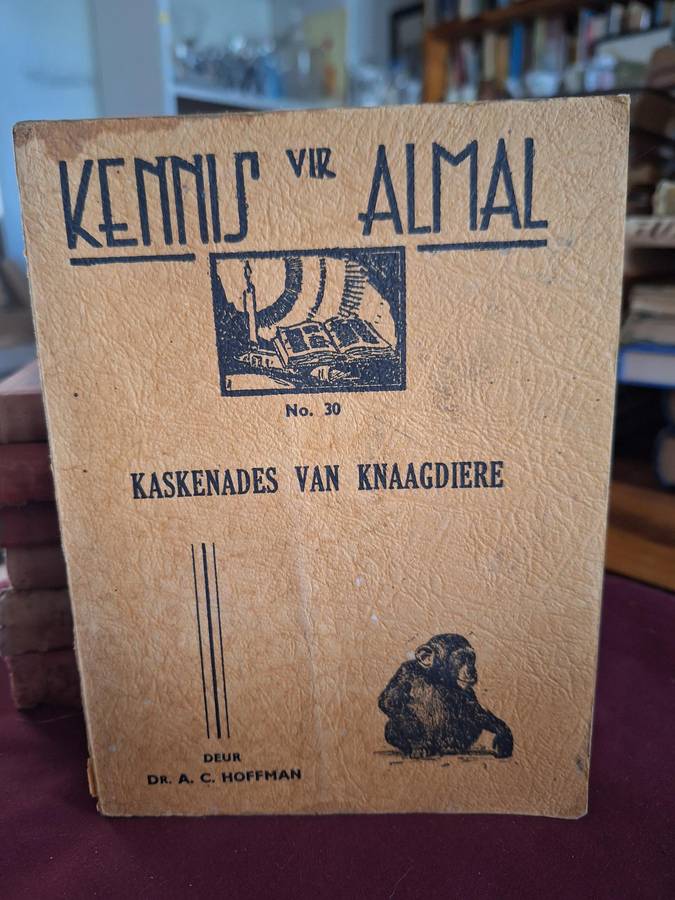 KENNIS VIR ALMAL
No. 30
KASKENADES VAN KNAAGDIERE
DEUR
DR. A. C. HOFFMAN